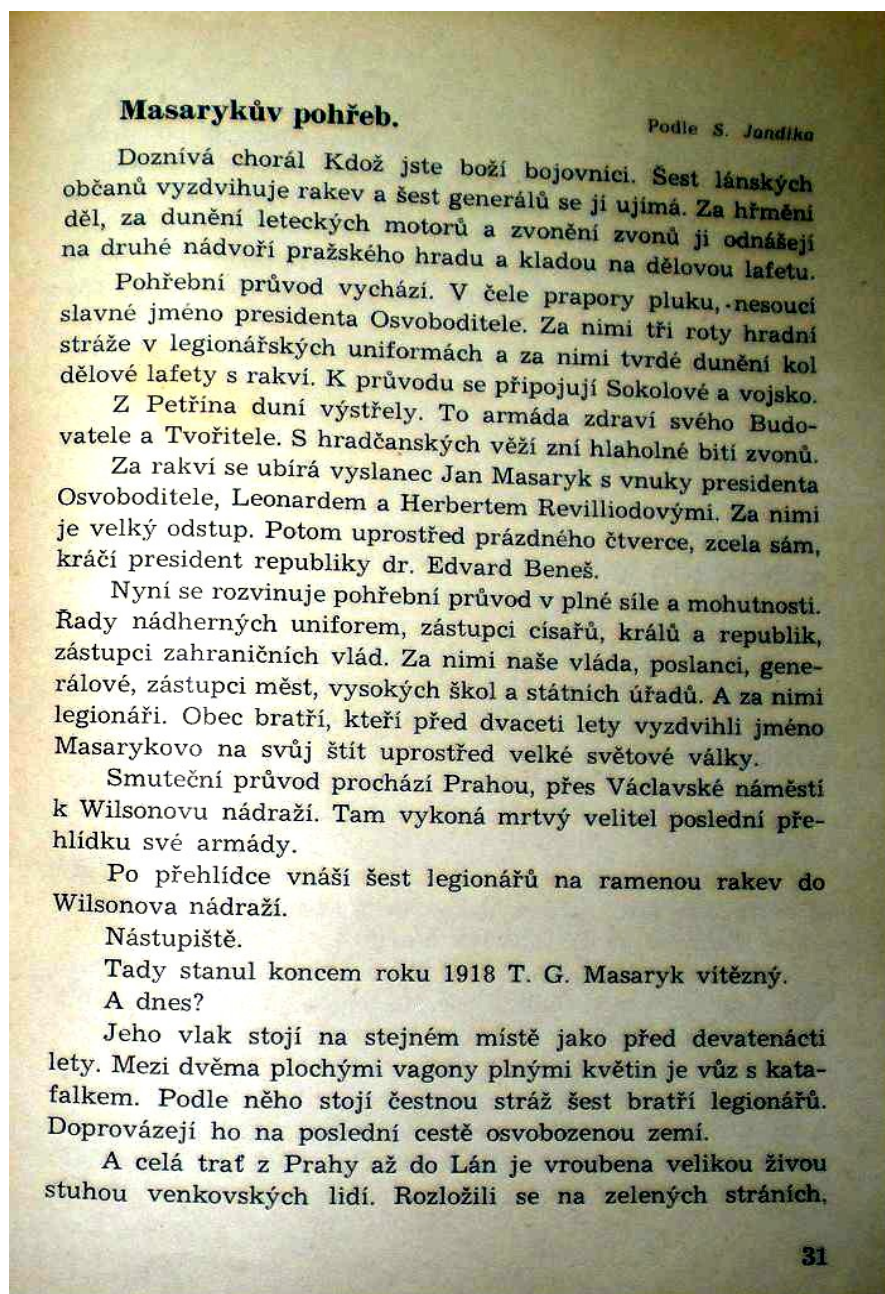 Masarykův pohřeb.
Podle S. Jandíka
Doznívá chorál Kdož jste boží bojovníci. Šest lánských
občanů vyzdvihuje rakev a šest generálů se jí ujímá. Za hřmění
děl, za dunění leteckých motorů a zvonění zvonů ji odnášejí
na druhé nádvoří pražského hradu a kladou na dělovou lafetu.
Pohřební průvod vychází. V čele prapory pluku, nesoucí
slavné jméno presidenta Osvoboditele. Za nimi tři roty hradní
stráže v legionářských uniformách a za nimi tvrdé dunění kol
dělové lafety s rakví. K průvodu se připojují Sokolové a vojsko.
Z Petřína duní výstřely. To armáda zdraví svého Budo-
vatele a Tvořitele. S hradčanských věží zní hlaholné bití zvonů.
Za rakví se ubírá vyslanec Jan Masaryk s vnuky presidenta
Osvoboditele, Leonardem a Herbertem Revilliodovými. Za nimi
je velký odstup. Potom uprostřed prázdného čtverce, zcela sám,
kráčí president republiky dr. Edvard Beneš.
Nyní se rozvinuje pohřební průvod v plné síle a mohutnosti.
Řady nádherných uniforem, zástupci císařů, králů a republik,
zástupci zahraničních vlád. Za nimi naše vláda, poslanci, gene-
rálové, zástupci měst, vysokých škol a státních úřadů. A za nimi
legionáři. Obec bratří, kteří před dvaceti lety vyzdvihli jméno
Masarykovo na svůj štít uprostřed velké světové války.
Smuteční průvod prochází Prahou, přes Václavské náměstí
k Wilsonovu nádraží. Tam vykoná mrtvý velitel poslední pře-
hlídku své armády.
Po přehlídce vnáší šest legionářů na ramenou rakev do
Wilsonova nádraží.
Nástupiště.
Tady stanul koncem roku 1918 T. G. Masaryk vítězný.
A dnes?
Jeho vlak stojí na stejném místě jako před devatenácti
lety. Mezi dvěma plochými vagony plnými květin je vůz s kata-
falkem. Podle něho stojí čestnou stráž šest bratří legionářů.
Doprovázejí ho na poslední cestě osvobozenou zemí.
A celá trať z Prahy až do Lán je vroubena velikou živou
stuhou venkovských lidí. Rozložili se na zelených stráních,
31